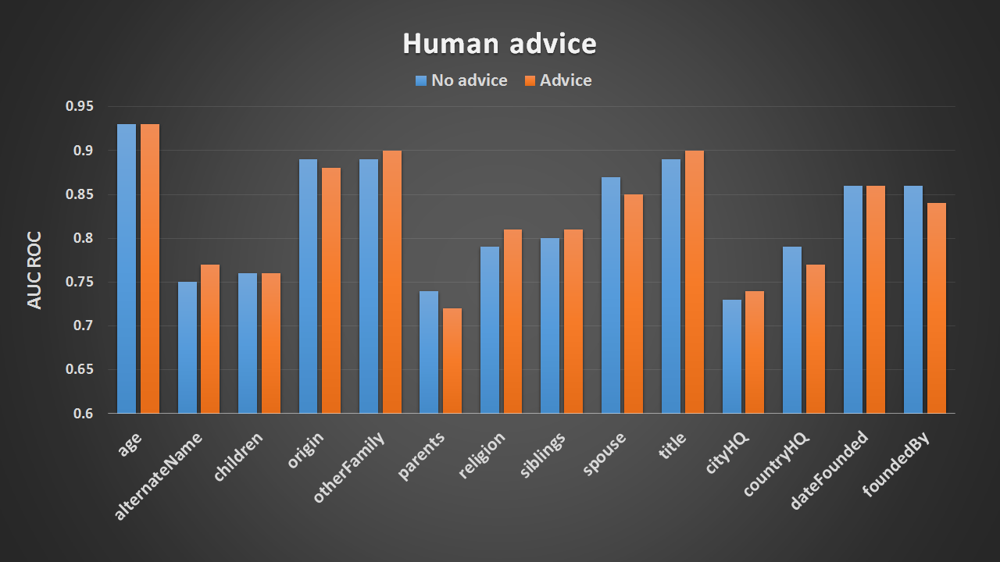 Human advice
No advice Advice
0.95
0.9
0.85
0.8
0.75
0.7
0.65
0.6
AUC ROC
age
alternateName
children
origin
otherFamily
parents
religion
siblings
spouse
title
cityHQ
countryHQ
dateFounded
foundedBy